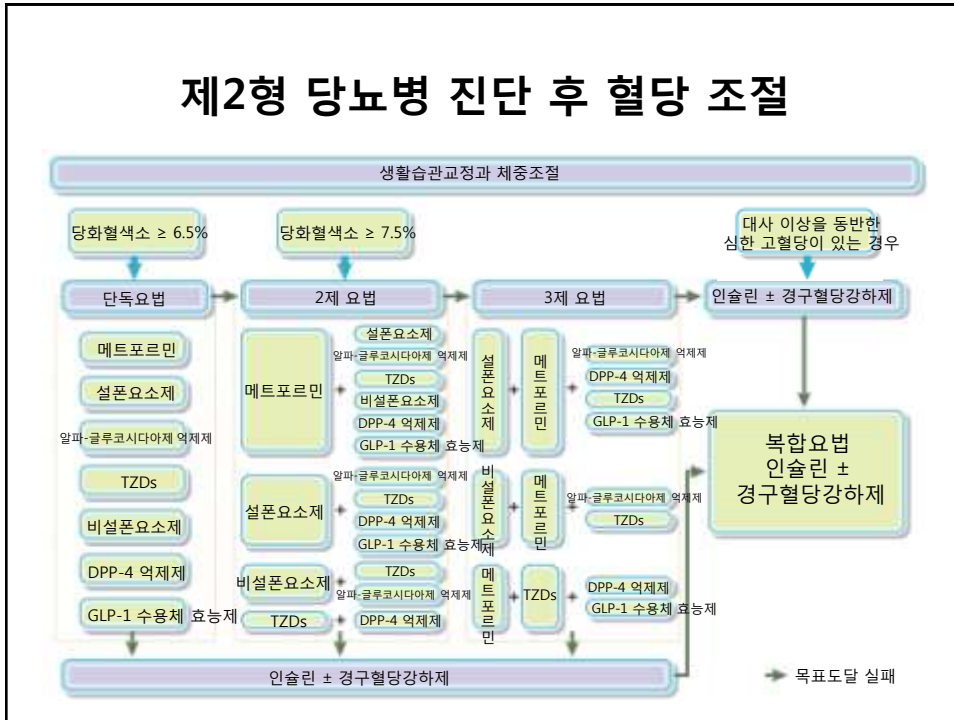 제2형 당뇨병 진단 후 혈당 조절
생활습관교정과 체중조절
당화혈색소 ≥ 6.5%
당화혈색소 ≥ 7.5%
대사 이상을 동반한
심한 고혈당이 있는 경우
단독요법
2제 요법
3제 요법
인슐린 ± 경구혈당강하제
메트포르민
설폰요소제
알파-글루코시다아제 억제제
TZDs
비설폰요소제
DPP-4 억제제
GLP-1 수용체 효능제
메트포르민
+
설폰요소제
알파-글루코시다아제 억제제
TZDs
비설폰요소제
DPP-4 억제제
GLP-1 수용체 효능제
설폰요소제
+
알파-글루코시다아제 억제제
TZDs
DPP-4 억제제
GLP-1 수용체 효능제
비설폰요소제
+
TZDs
알파-글루코시다아제 억제제
TZDs
+
DPP-4 억제제
설폰요소제
+
메트포르민
+
알파-글루코시다아제 억제제
DPP-4 억제제
TZDs
GLP-1 수용체 효능제
비설폰요소제
+
메트포르민
+
알파-글루코시다아제 억제제
TZDs
메트포르민
+
TZDs
+
DPP-4 억제제
GLP-1 수용체 효능제
복합요법
인슐린 ±
경구혈당강하제
인슐린 ± 경구혈당강하제
목표도달 실패